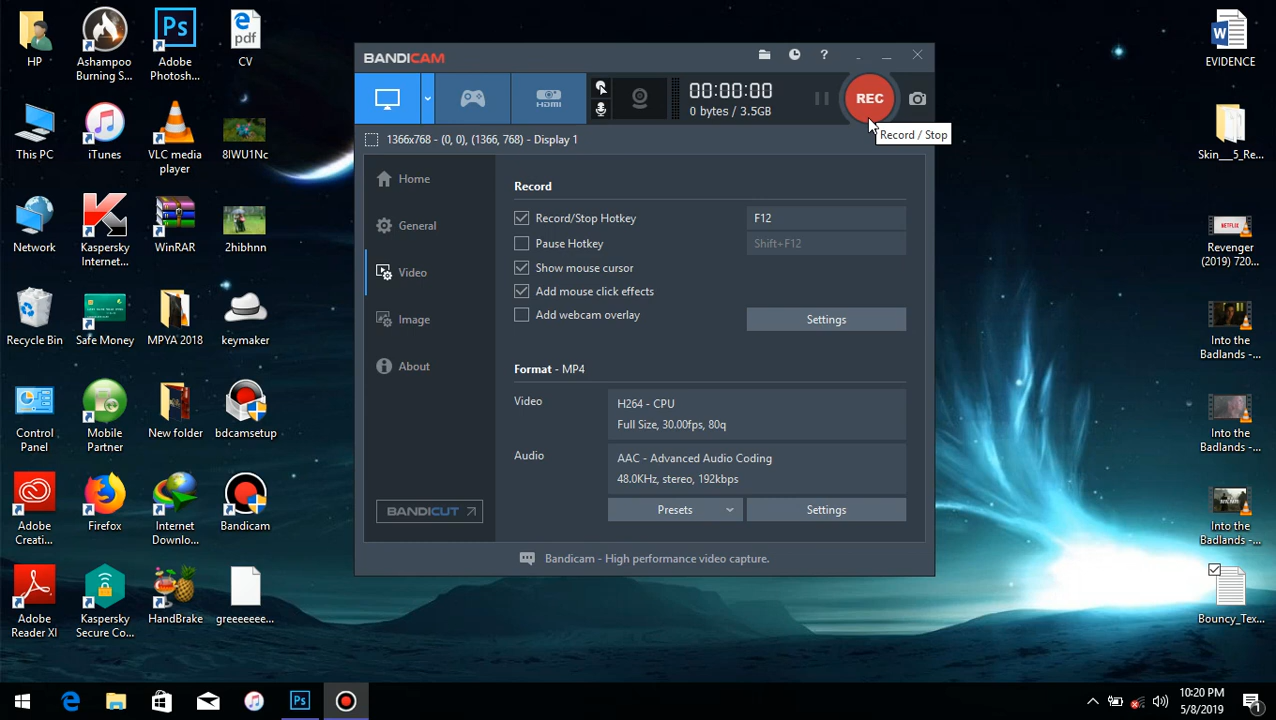 HP
Ashampoo
Burning S...
Adobe
Photosh...
CV
This PC
iTunes
VLC media
player
8IWU1Nc
Network
Kaspersky
Internet...
WinRAR
2hibhnn
Recycle Bin
Safe Money
MPYA 2018
keymaker
Control
Panel
Mobile
Partner
New folder
bdcamsetup
Adobe
Creati...
Firefox
Internet
Downlo...
Bandicam
Adobe
Reader XI
Kaspersky
Secure Co...
HandBrake
greeeeeee...
BANDICAM
?
HDMI
00:00:00
0 bytes / 3.5GB
REC
Record / Stop
1366x768 - (0, 0), (1366, 768) - Display 1
Home
General
Video
Image
About
BANDICUT
Record
Record/Stop Hotkey
F12
Pause Hotkey
Shift+F12
Show mouse cursor
Add mouse click effects
Add webcam overlay
Settings
Format - MP4
Video
H264 - CPU
Full Size, 30.00fps, 80q
Audio
AAC - Advanced Audio Coding
48.0KHz, stereo, 192kbps
Presets
Settings
Bandicam - High performance video capture.
EVIDENCE
Skin___5_Re...
NETFLIX
Revenger
(2019) 720...
Into the
Badlands -...
Into the
Badlands -...
Into the
Badlands -...
Bouncy_Tex...
Ps
10:20 PM
5/8/2019
1